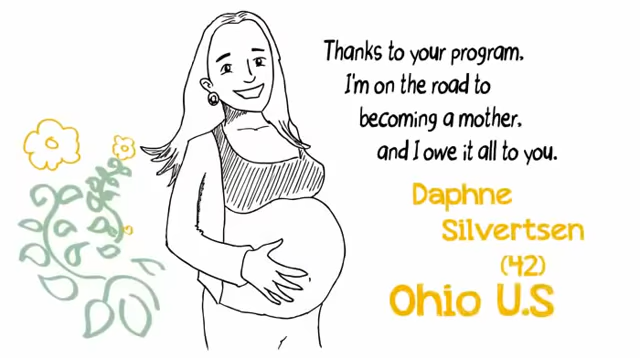 Thanks to your program,
I'm on the road to
becoming a mother,
and I owe it all to you.
Daphne
Silvertsen
(42)
Ohio U.S